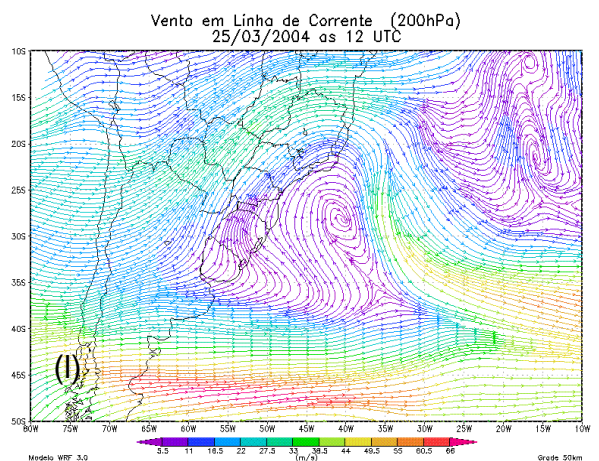 Vento em Linha de Corrente (200hPa)
25/03/2004 as 12 UTC
10S
15S
20S
25S
30S
35S
40S
45S
50S
(I)
80W 75W 70W 65W 60W 55W 50W 45W 40W 35W 30W 25W 20W 15W 10W
5.5 11 16.5 22 27.5 33 38.5 44 49.5 55 60.5 66
(m/s)
Modelo WRF 3.0 Grade 50km